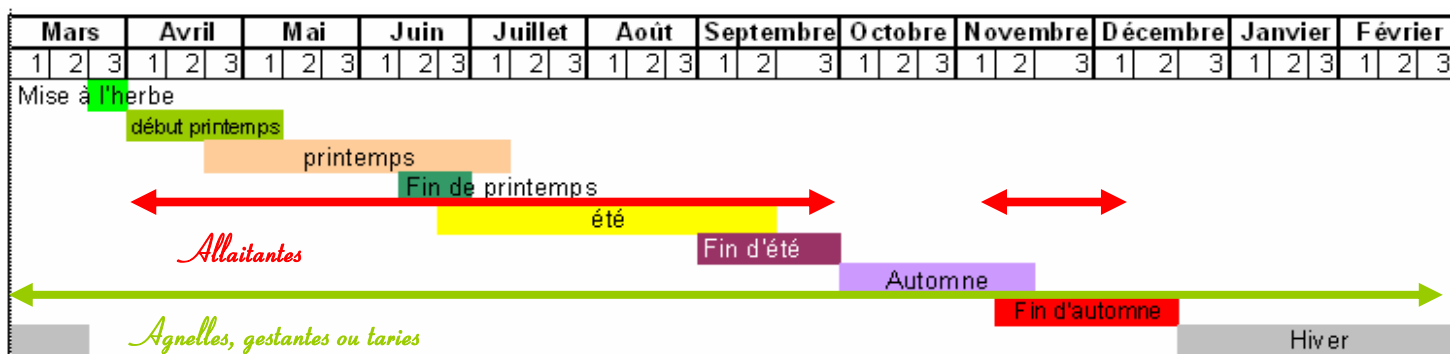 Mars Avril Mai Juin Juillet Août Septembre Octobre Novembre Décembre Janvier Février
1 2 3 1 2 3 1 2 3 1 2 3 1 2 3 1 2 3 1 2 3 1 2 3 1 2 3 1 2 3 1 2 3 1 2 3
Mise à l'herbe
début printemps
printemps
Fin de printemps
été
Allaitantes
Fin d'été
Automne
Fin d'automne
Agnelles, gestantes ou taries
Hiver